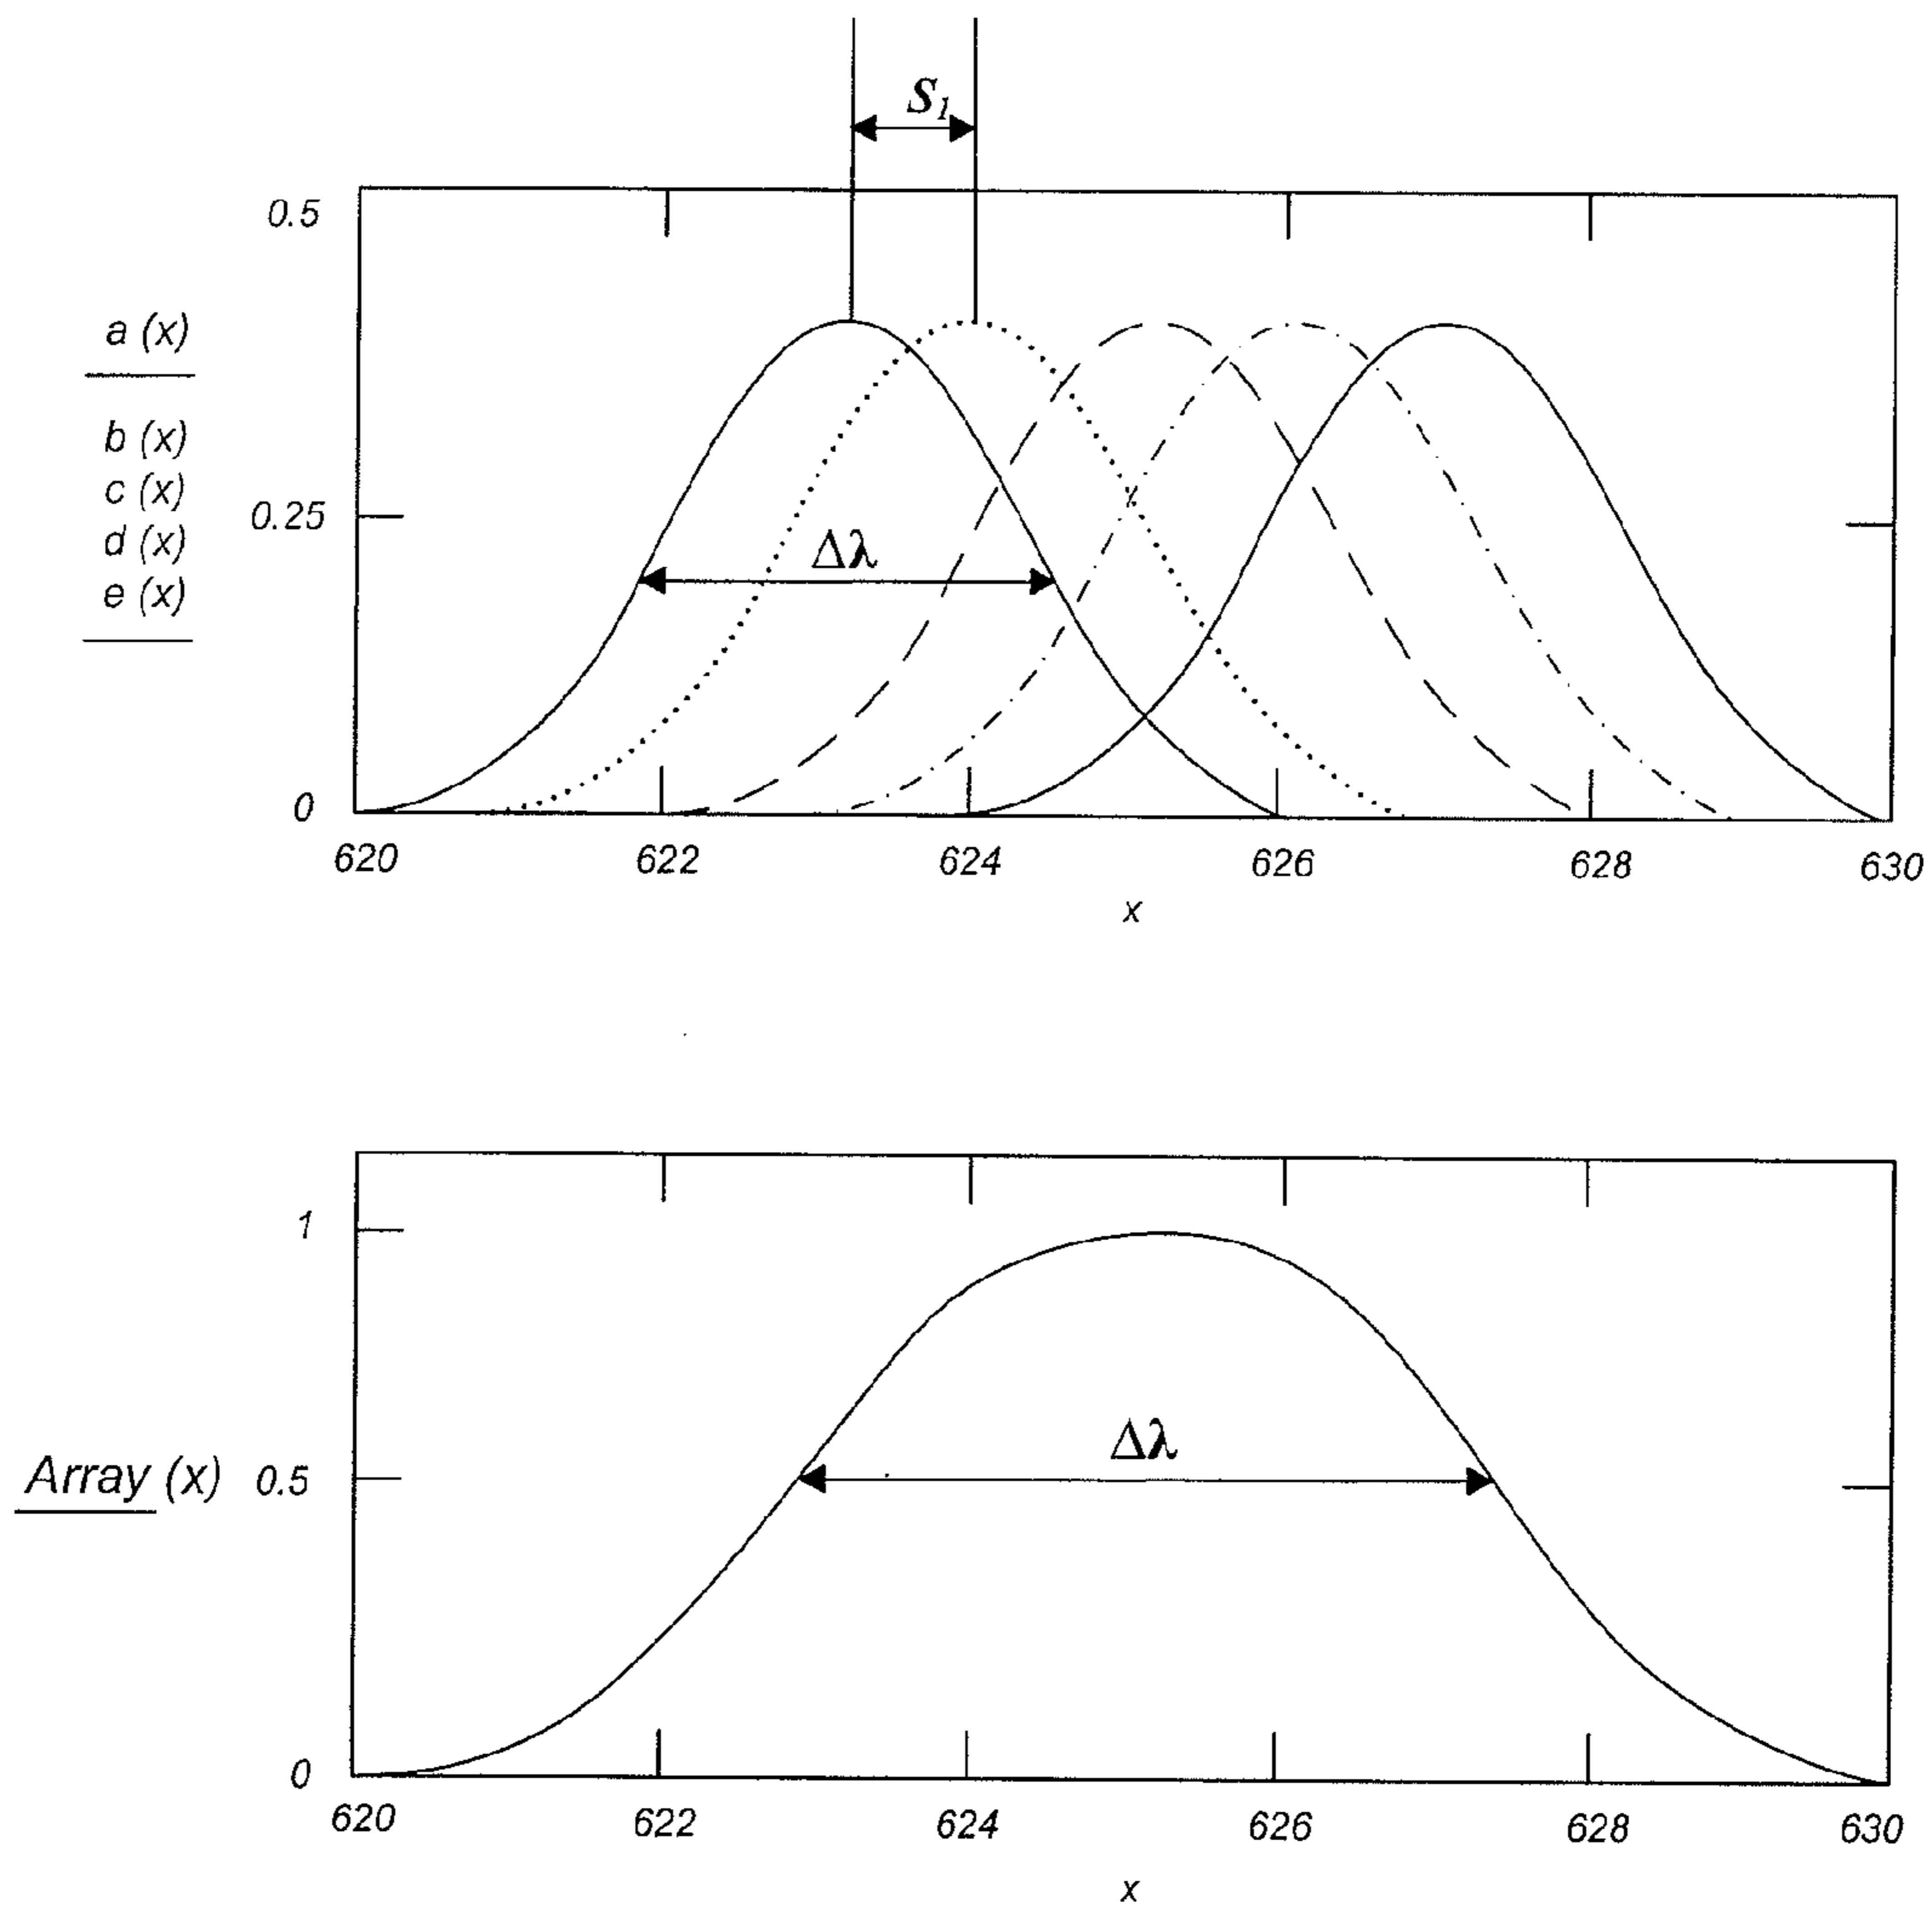 S1
0.5
a (x)
b (x)
c (x)
0.25
d (x)
Δλ
e (x)
0
620 622 624 626 628 630
x
1
Δλ
Array (x) 0.5
0
620 622 624 626 628 630
x